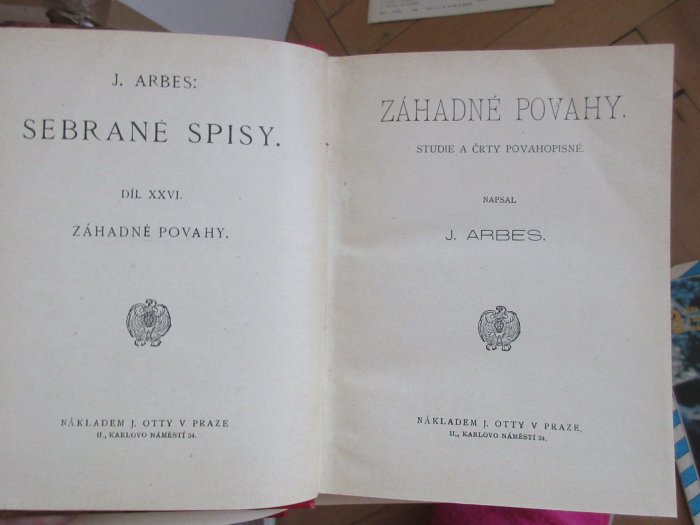 J. ARBES:
SEBRANÉ SPISY.
DÍL XXVI.
ZÁHADNÉ POVAHY.
NÁKLADEM J. OTTY V PRAZE
II., KARLOVO NÁMĚSTÍ 34.
ZÁHADNÉ POVAHY.
STUDIE A ČRTY POVAHOPISNÉ.
NAPSAL
J. ARBES.
NÁKLADEM J. OTTY V PRAZE,
II., KARLOVO NÁMĚSTÍ 34.